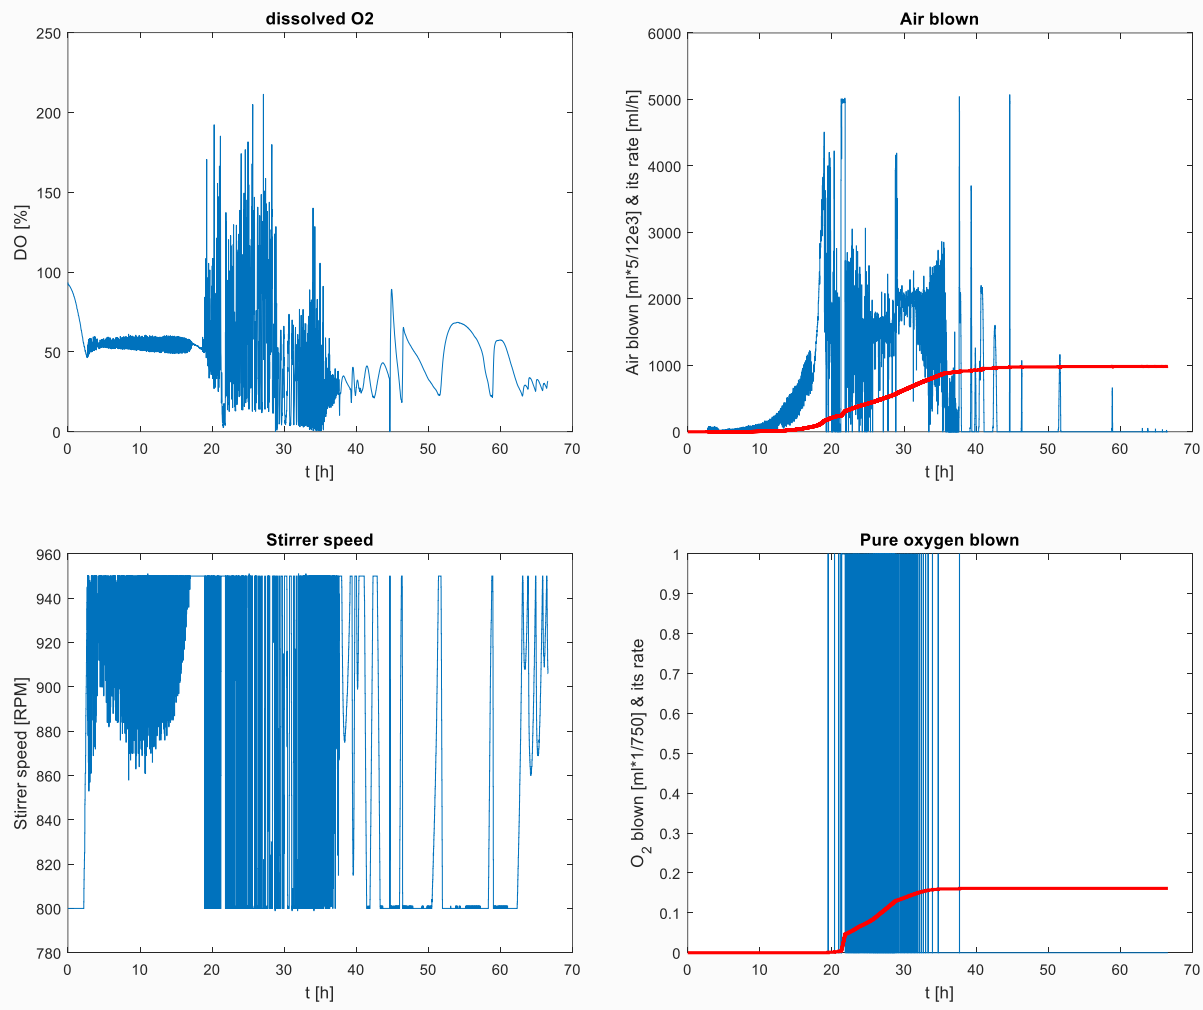 dissolved O2
250
200
150
100
50
0
DO [%]
0 10 20 30 40 50 60 70
t [h]
Air blown
6000
5000
4000
3000
2000
1000
0
Air blown [ml*5/12e3] & its rate [ml/h]
0 10 20 30 40 50 60 70
t [h]
Stirrer speed
960
940
920
900
880
860
840
820
800
780
Stirrer speed [RPM]
0 10 20 30 40 50 60 70
t [h]
Pure oxygen blown
1
0.9
0.8
0.7
0.6
0.5
0.4
0.3
0.2
0.1
0
O2 blown [ml*1/750] & its rate
0 10 20 30 40 50 60 70
t [h]